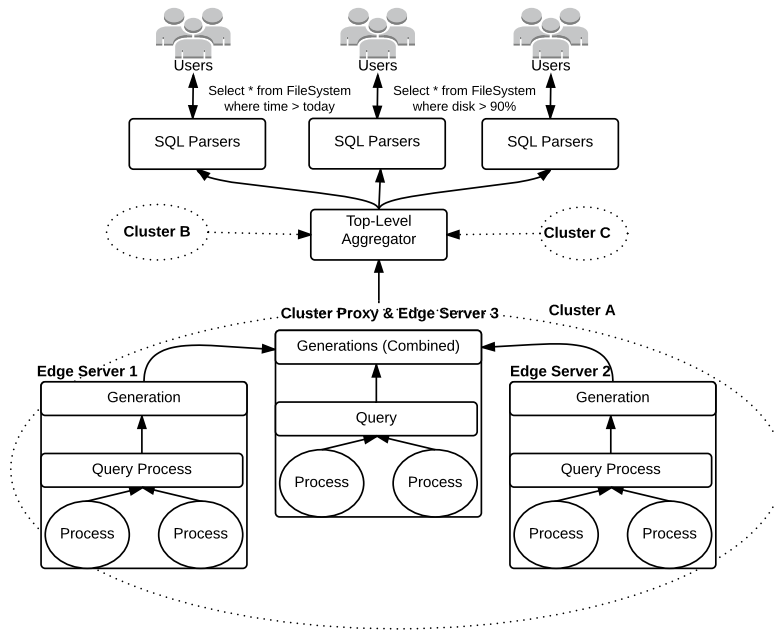 Users
Users
Users
Select * from FileSystem
where time > today
Select * from FileSystem
where disk > 90%
SQL Parsers
SQL Parsers
SQL Parsers
Cluster B
Top-Level
Aggregator
Cluster C
Cluster Proxy & Edge Server 3
Cluster A
Generations (Combined)
Query
Process
Process
Edge Server 1
Generation
Query Process
Process
Process
Edge Server 2
Generation
Query Process
Process
Process